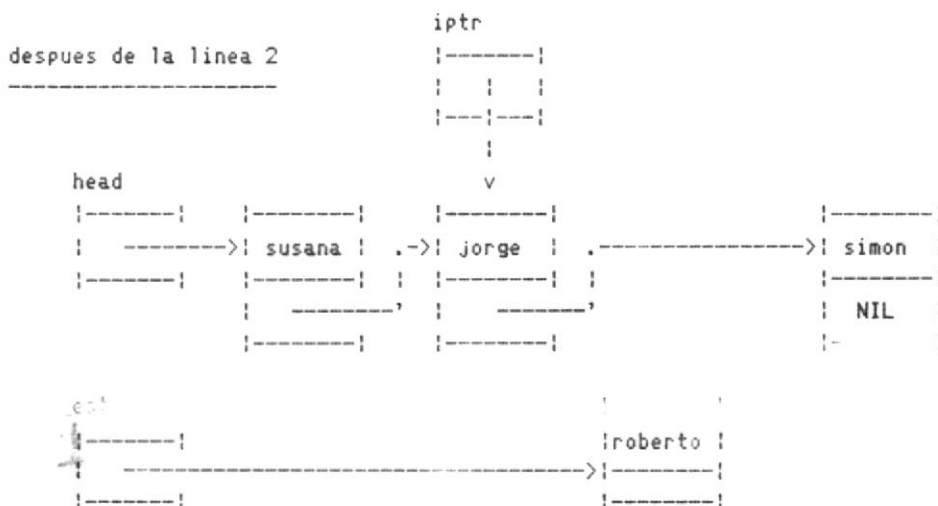 iptr
despues de la linea 2
head
v
susana
jorge
simon
NIL
roberto